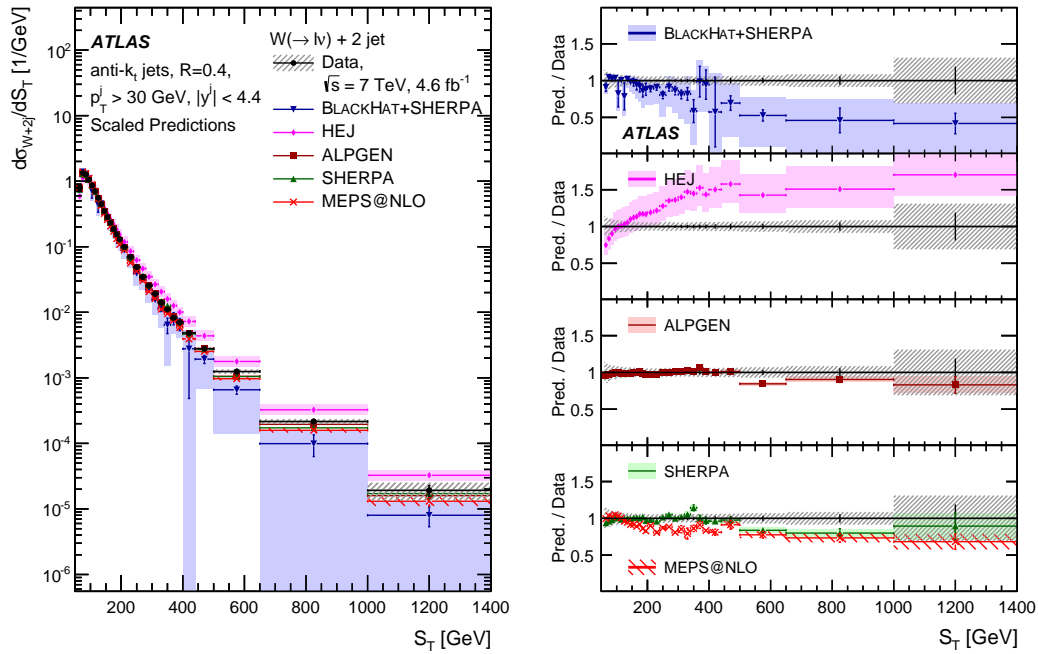 ATLAS
W(→ lν) + 2 jet
anti-k_t jets, R=0.4,
p_T^j > 30 GeV, |y^j| < 4.4
Scaled Predictions
Data,
√s = 7 TeV, 4.6 fb⁻¹
BLACKHAT+SHERPA
HEJ
ALPGEN
SHERPA
MEPS@NLO
dσ_W+2j/dS_T [1/GeV]
10²
10
1
10⁻¹
10⁻²
10⁻³
10⁻⁴
10⁻⁵
10⁻⁶
200 400 600 800 1000 1200 1400
S_T [GeV]
BLACKHAT+SHERPA
ATLAS
Pred. / Data
1.5
1
0.5
HEJ
Pred. / Data
1.5
1
0.5
ALPGEN
Pred. / Data
1.5
1
0.5
SHERPA
MEPS@NLO
Pred. / Data
1.5
1
0.5
200 400 600 800 1000 1200 1400
S_T [GeV]